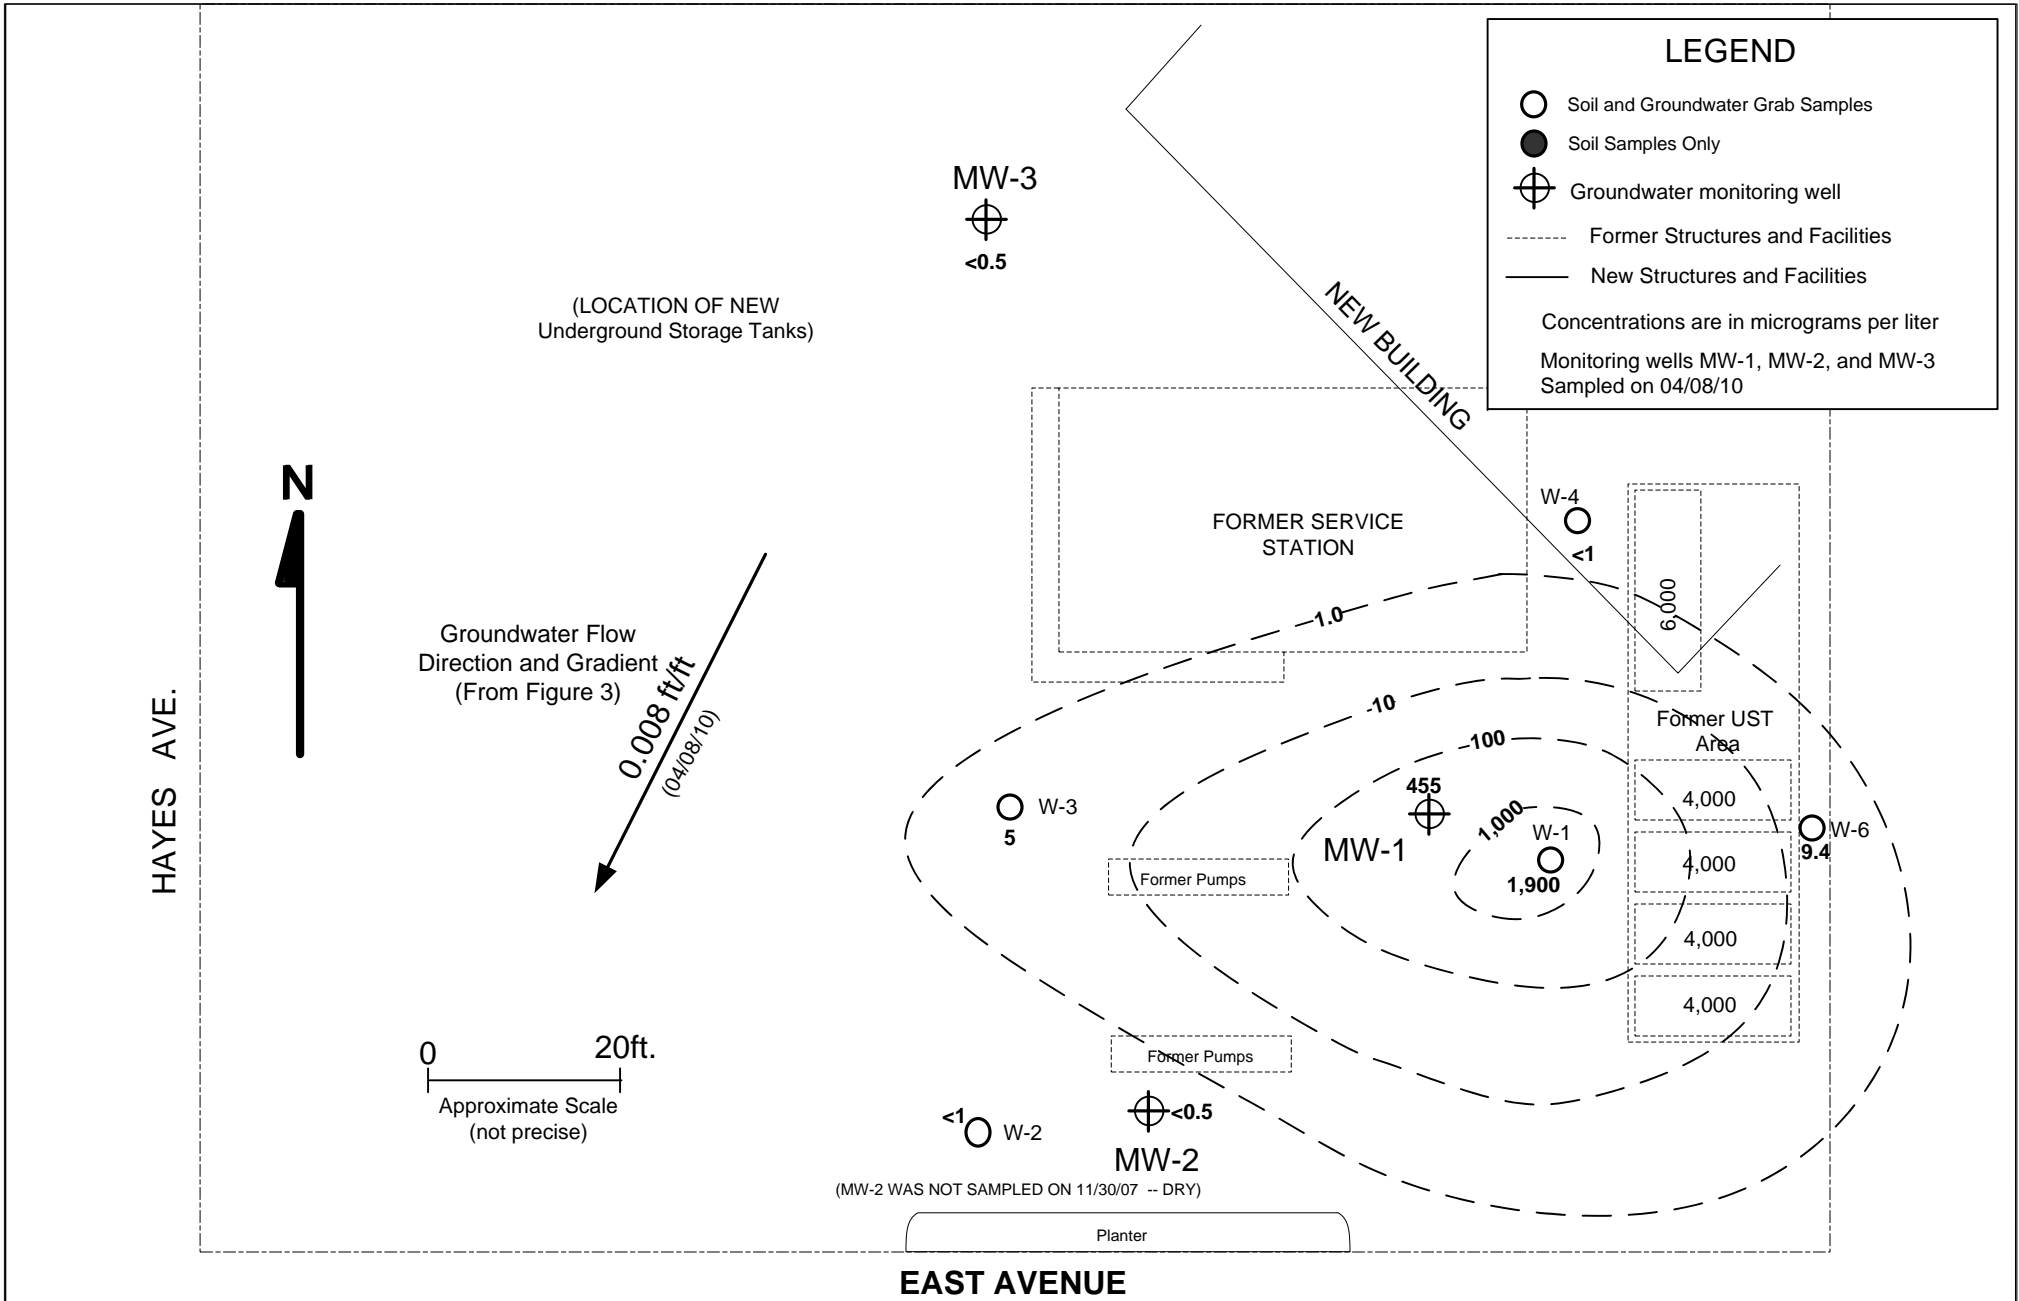 LEGEND
Soil and Groundwater Grab Samples
Soil Samples Only
Groundwater monitoring well
Former Structures and Facilities
New Structures and Facilities
Concentrations are in micrograms per liter
Monitoring wells MW-1, MW-2, and MW-3
Sampled on 04/08/10
MW-3
<0.5
(LOCATION OF NEW
Underground Storage Tanks)
NEW BUILDING
N
FORMER SERVICE
STATION
W-4
<1
6,000
1.0
Groundwater Flow
Direction and Gradient
(From Figure 3)
0.008 ft/ft
(04/08/10)
HAYES AVE.
10
100
Former UST
Area
455
MW-1
1,000
W-1
1,900
4,000
4,000
4,000
4,000
W-6
9.4
W-3
5
Former Pumps
Former Pumps
0
20ft.
Approximate Scale
(not precise)
<1
W-2
<0.5
MW-2
(MW-2 WAS NOT SAMPLED ON 11/30/07 -- DRY)
Planter
EAST AVENUE